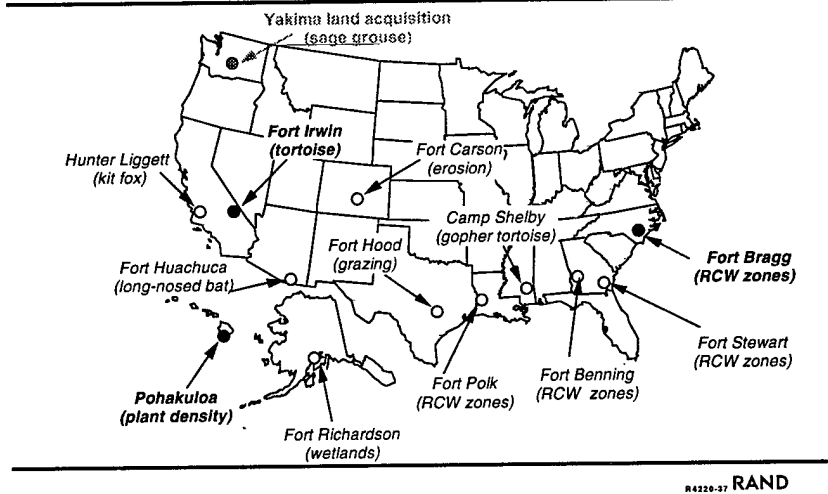 Yakima land acquisition
(sage grouse)
Fort Irwin
(tortoise)
Fort Carson
(erosion)
Hunter Liggett
(kit fox)
Camp Shelby
(gopher tortoise)
Fort Hood
(grazing)
Fort Bragg
(RCW zones)
Fort Huachuca
(long-nosed bat)
Fort Stewart
(RCW zones)
Fort Polk
(RCW zones)
Fort Benning
(RCW zones)
Pohakuloa
(plant density)
Fort Richardson
(wetlands)
R4220-37 RAND